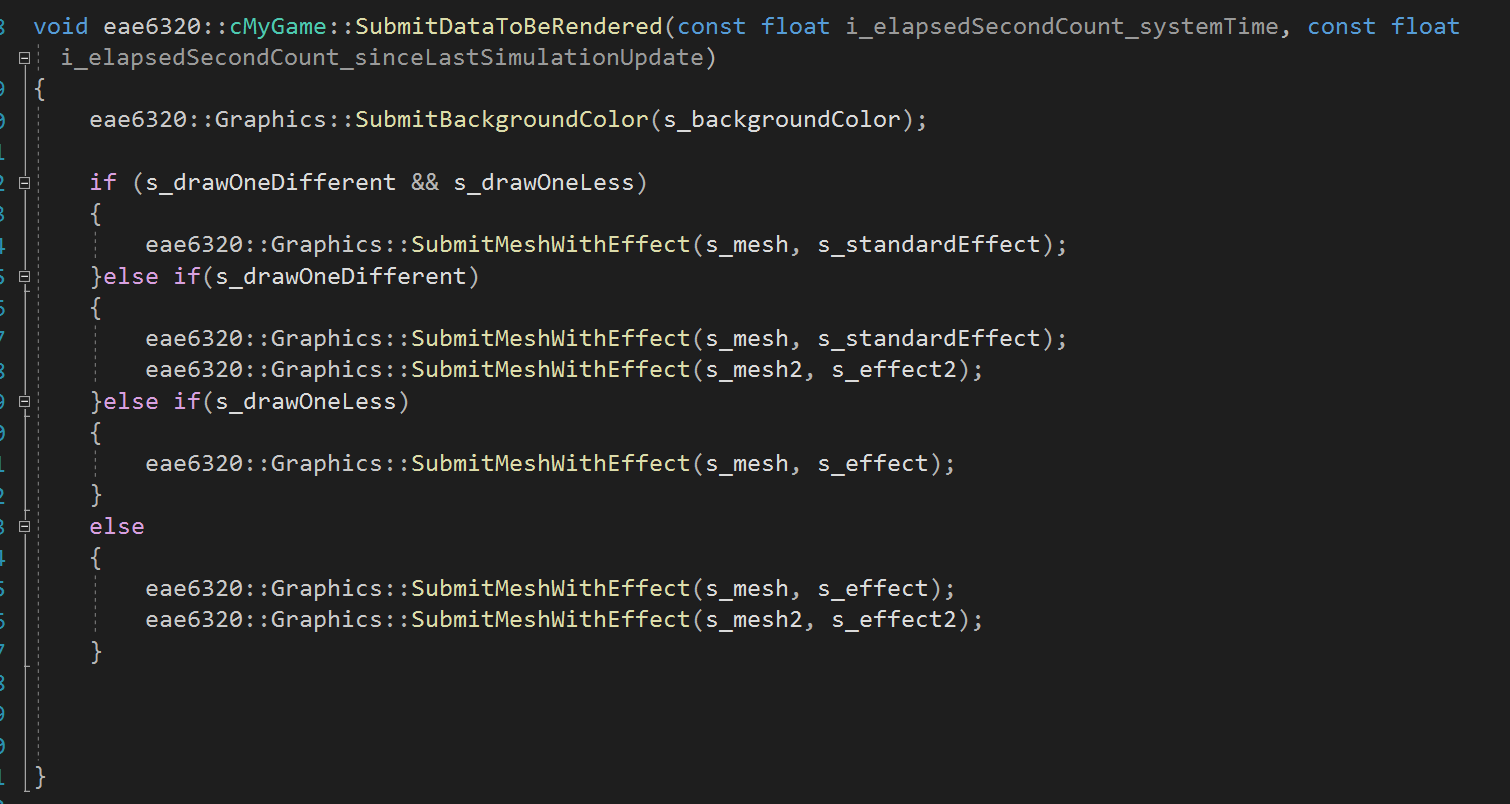 void eae6320::cMyGame::SubmitDataToBeRendered(const float i_elapsedSecondCount_systemTime, const float
i_elapsedSecondCount_sinceLastSimulationUpdate)
{
eae6320::Graphics::SubmitBackgroundColor(s_backgroundColor);
if (s_drawOneDifferent && s_drawOneLess)
{
eae6320::Graphics::SubmitMeshWithEffect(s_mesh, s_standardEffect);
}else if(s_drawOneDifferent)
{
eae6320::Graphics::SubmitMeshWithEffect(s_mesh, s_standardEffect);
eae6320::Graphics::SubmitMeshWithEffect(s_mesh2, s_effect2);
}else if(s_drawOneLess)
{
eae6320::Graphics::SubmitMeshWithEffect(s_mesh, s_effect);
}
else
{
eae6320::Graphics::SubmitMeshWithEffect(s_mesh, s_effect);
eae6320::Graphics::SubmitMeshWithEffect(s_mesh2, s_effect2);
}
}